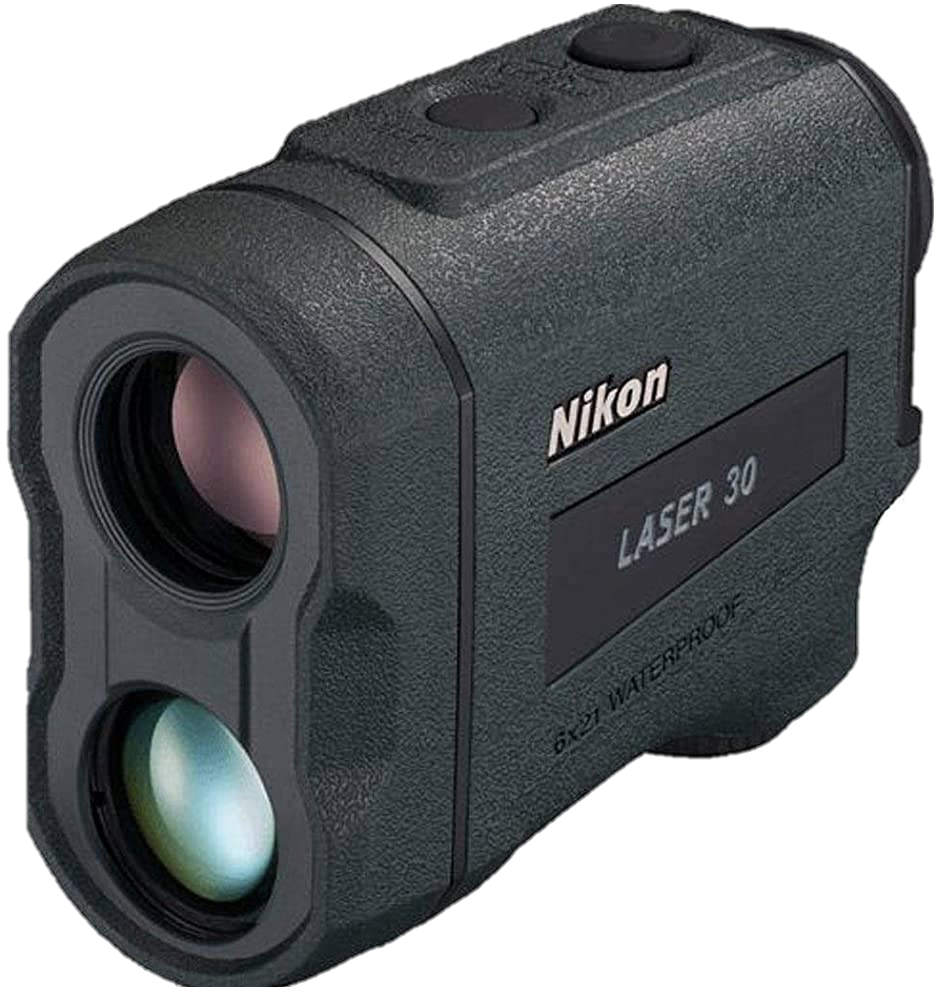 Nikon
LASER 30
6x21 WATERPROOF